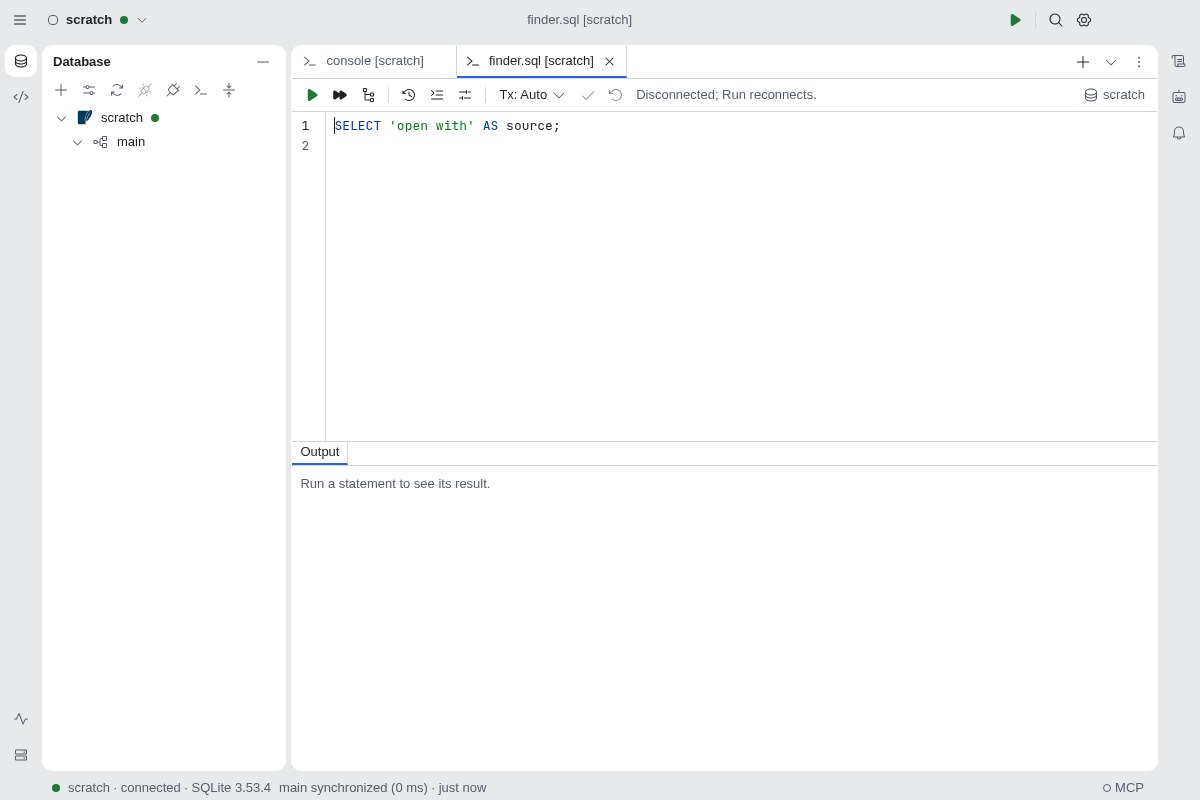 scratch
finder.sql [scratch]
Database
console [scratch]
finder.sql [scratch]
Tx: Auto
Disconnected; Run reconnects.
scratch
scratch
main
1 SELECT 'open with' AS source;
2
Output
Run a statement to see its result.
scratch · connected · SQLite 3.53.4 main synchronized (0 ms) · just now
MCP